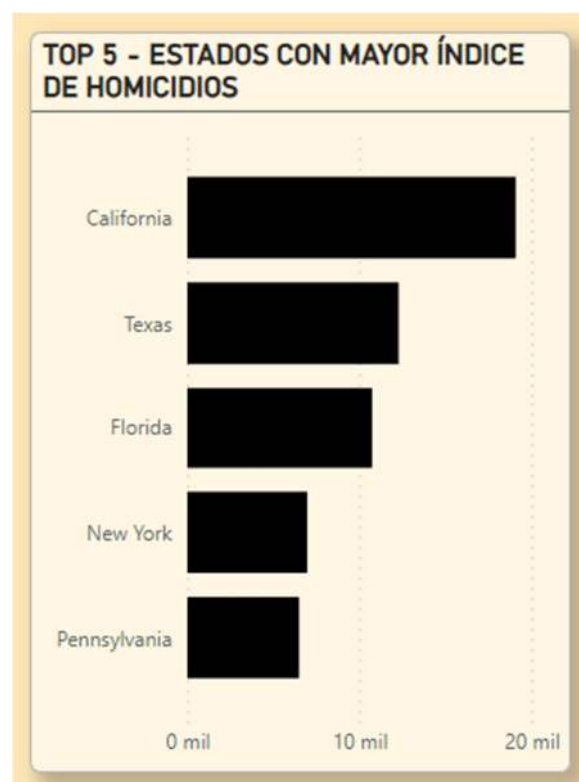 TOP 5 - ESTADOS CON MAYOR ÍNDICE
DE HOMICIDIOS
California
Texas
Florida
New York
Pennsylvania
0 mil
10 mil
20 mil